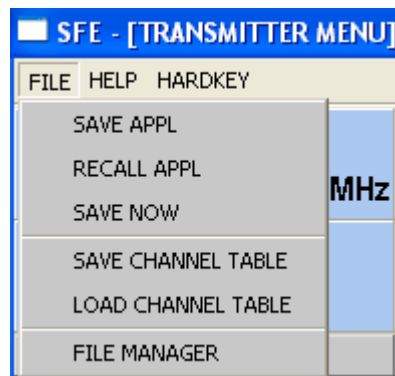 SFE - [TRANSMITTER MENU]
FILE HELP HARDKEY
SAVE APPL
RECALL APPL
MHz
SAVE NOW
SAVE CHANNEL TABLE
LOAD CHANNEL TABLE
FILE MANAGER